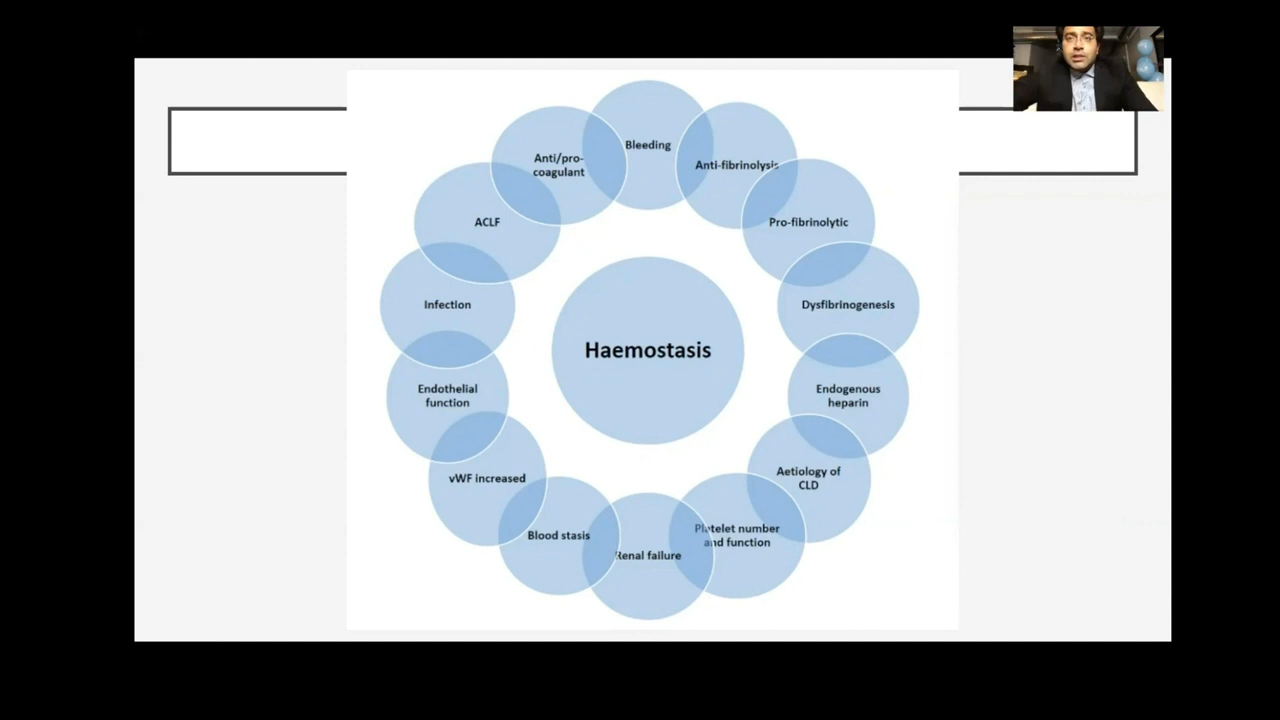 Bleeding
Anti-fibrinolysis
Pro-fibrinolytic
Dysfibrinogenesis
Endogenous
heparin
Aetiology of
CLD
Platelet number
and function
Renal failure
Blood stasis
vWF increased
Endothelial
function
Infection
ACLF
Anti/pro-
coagulant
Haemostasis